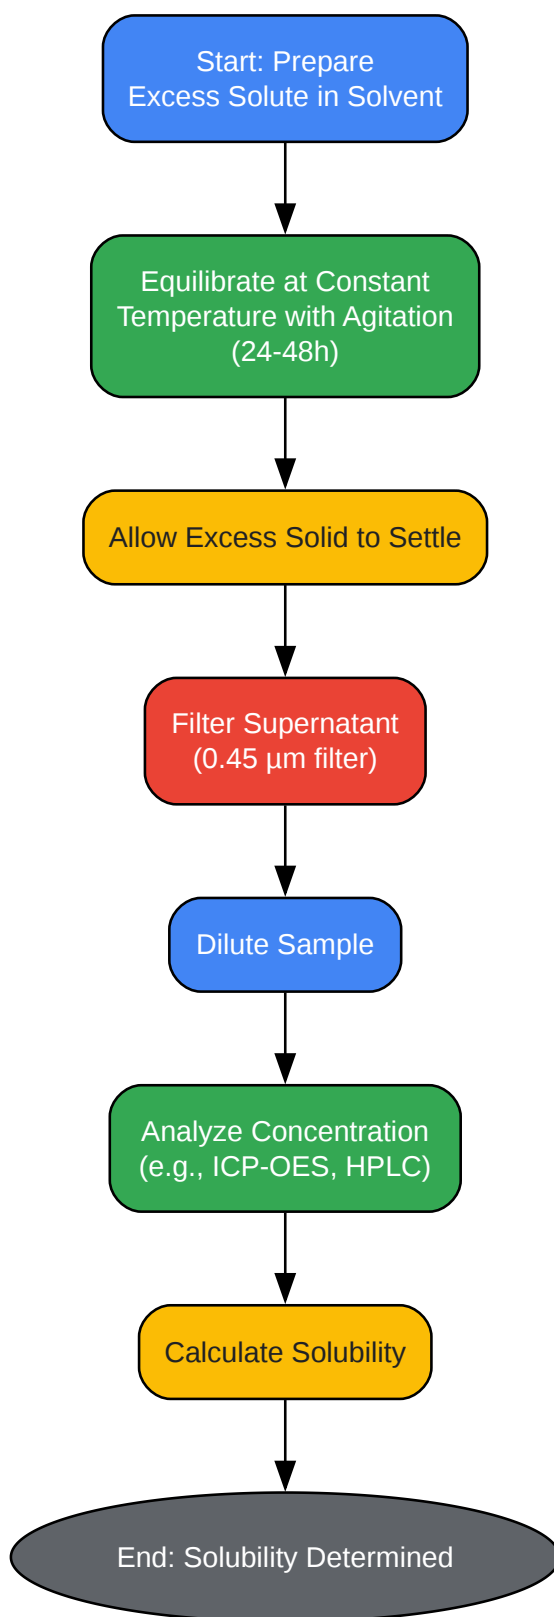 Start: Prepare
Excess Solute in Solvent
Equilibrate at Constant
Temperature with Agitation
(24-48h)
Allow Excess Solid to Settle
Filter Supernatant
(0.45 µm filter)
Dilute Sample
Analyze Concentration
(e.g., ICP-OES, HPLC)
Calculate Solubility
End: Solubility Determined